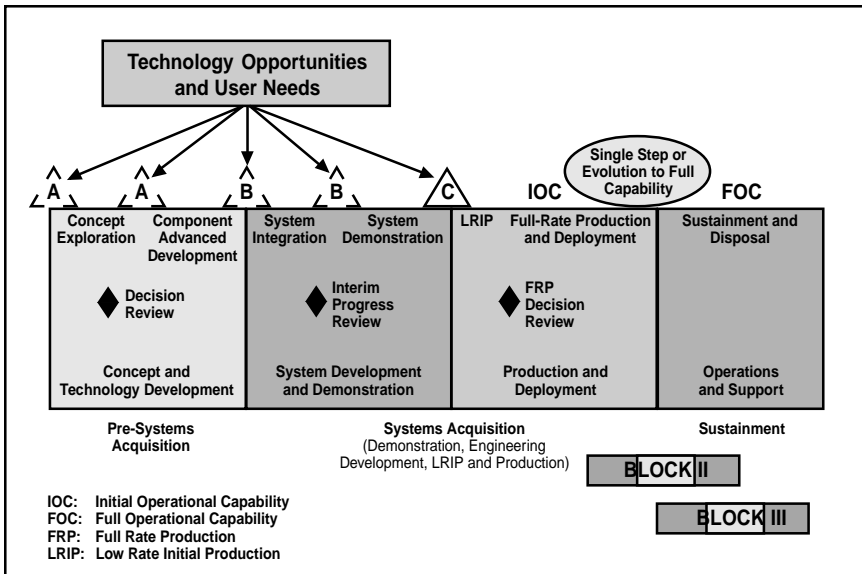 Technology Opportunities
and User Needs
Single Step or
Evolution to Full
Capability
A
A
B
B
C
IOC
FOC
Concept
Exploration
Component
Advanced
Development
System
Integration
System
Demonstration
LRIP
Full-Rate Production
and Deployment
Sustainment and
Disposal
Decision
Review
Interim
Progress
Review
FRP
Decision
Review
Concept and
Technology Development
System Development
and Demonstration
Production and
Deployment
Operations
and Support
Pre-Systems
Acquisition
Systems Acquisition
(Demonstration, Engineering
Development, LRIP and Production)
Sustainment
BLOCK II
BLOCK III
IOC: Initial Operational Capability
FOC: Full Operational Capability
FRP: Full Rate Production
LRIP: Low Rate Initial Production